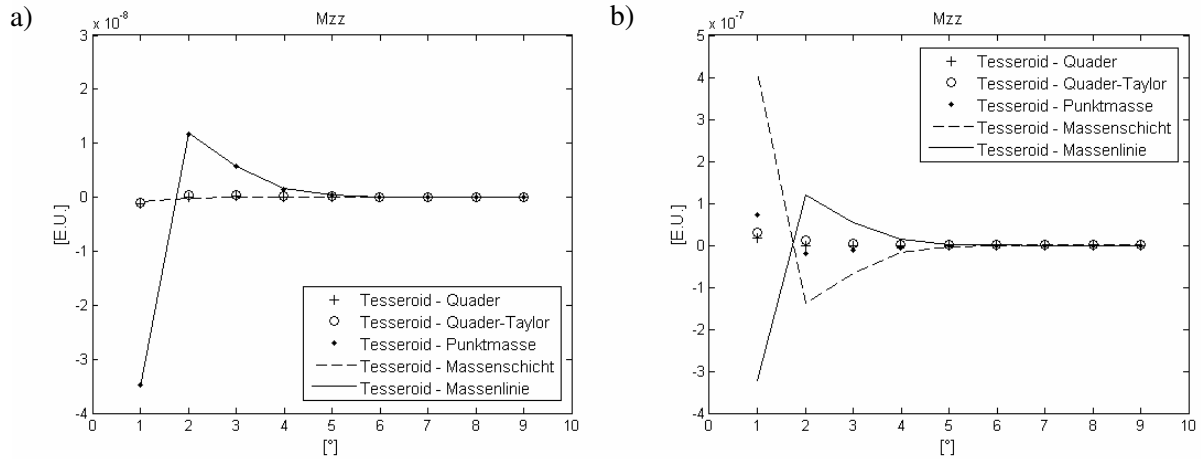 a)
x 10^-8
Mzz
3
2
1
0
-1
-2
-3
-4
[E.U.]
0 1 2 3 4 5 6 7 8 9 10
[°]
Tesseroid - Quader
Tesseroid - Quader-Taylor
Tesseroid - Punktmasse
Tesseroid - Massenschicht
Tesseroid - Massenlinie
b)
x 10^-7
Mzz
5
4
3
2
1
0
-1
-2
-3
-4
[E.U.]
0 1 2 3 4 5 6 7 8 9 10
[°]
Tesseroid - Quader
Tesseroid - Quader-Taylor
Tesseroid - Punktmasse
Tesseroid - Massenschicht
Tesseroid - Massenlinie